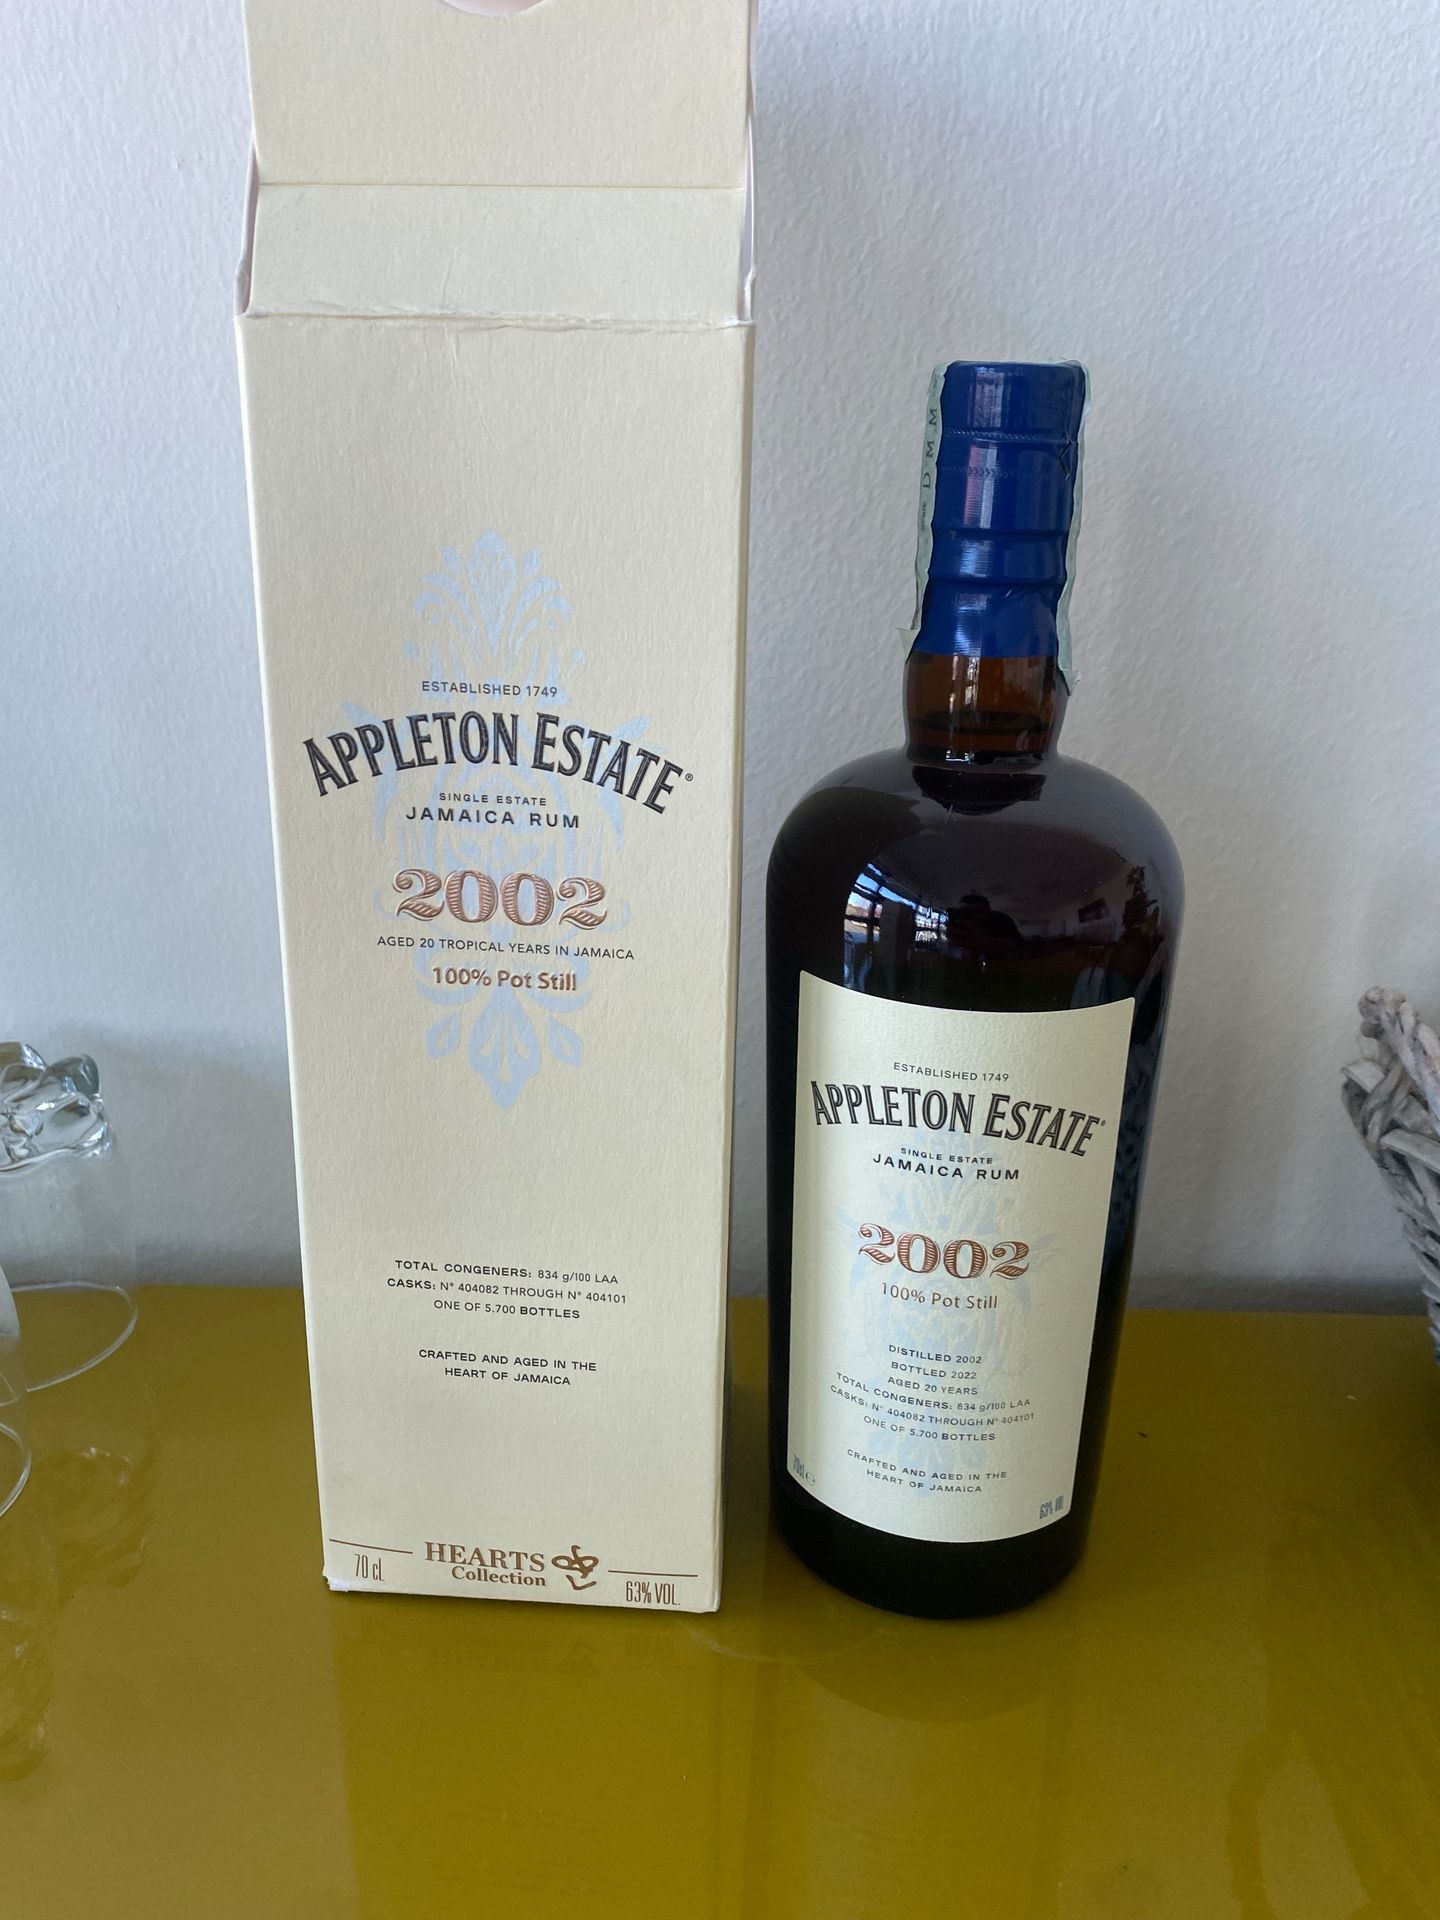 ESTABLISHED 1749
APPLETON ESTATE®
SINGLE ESTATE
JAMAICA RUM
2002
AGED 20 TROPICAL YEARS IN JAMAICA
100% Pot Still
TOTAL CONGENERS: 834 g/100 LAA
CASKS: N° 404082 THROUGH N° 404101
ONE OF 5.700 BOTTLES
CRAFTED AND AGED IN THE
HEART OF JAMAICA
HEARTS
Collection
70 cl.
63% VOL.
ESTABLISHED 1749
APPLETON ESTATE®
SINGLE ESTATE
JAMAICA RUM
2002
100% Pot Still
DISTILLED 2002
BOTTLED 2022
AGED 20 YEARS
TOTAL CONGENERS: 834 g/100 LAA
CASKS: N° 404082 THROUGH N° 404101
ONE OF 5.700 BOTTLES
CRAFTED AND AGED IN THE
HEART OF JAMAICA
70cl e
63% VOL